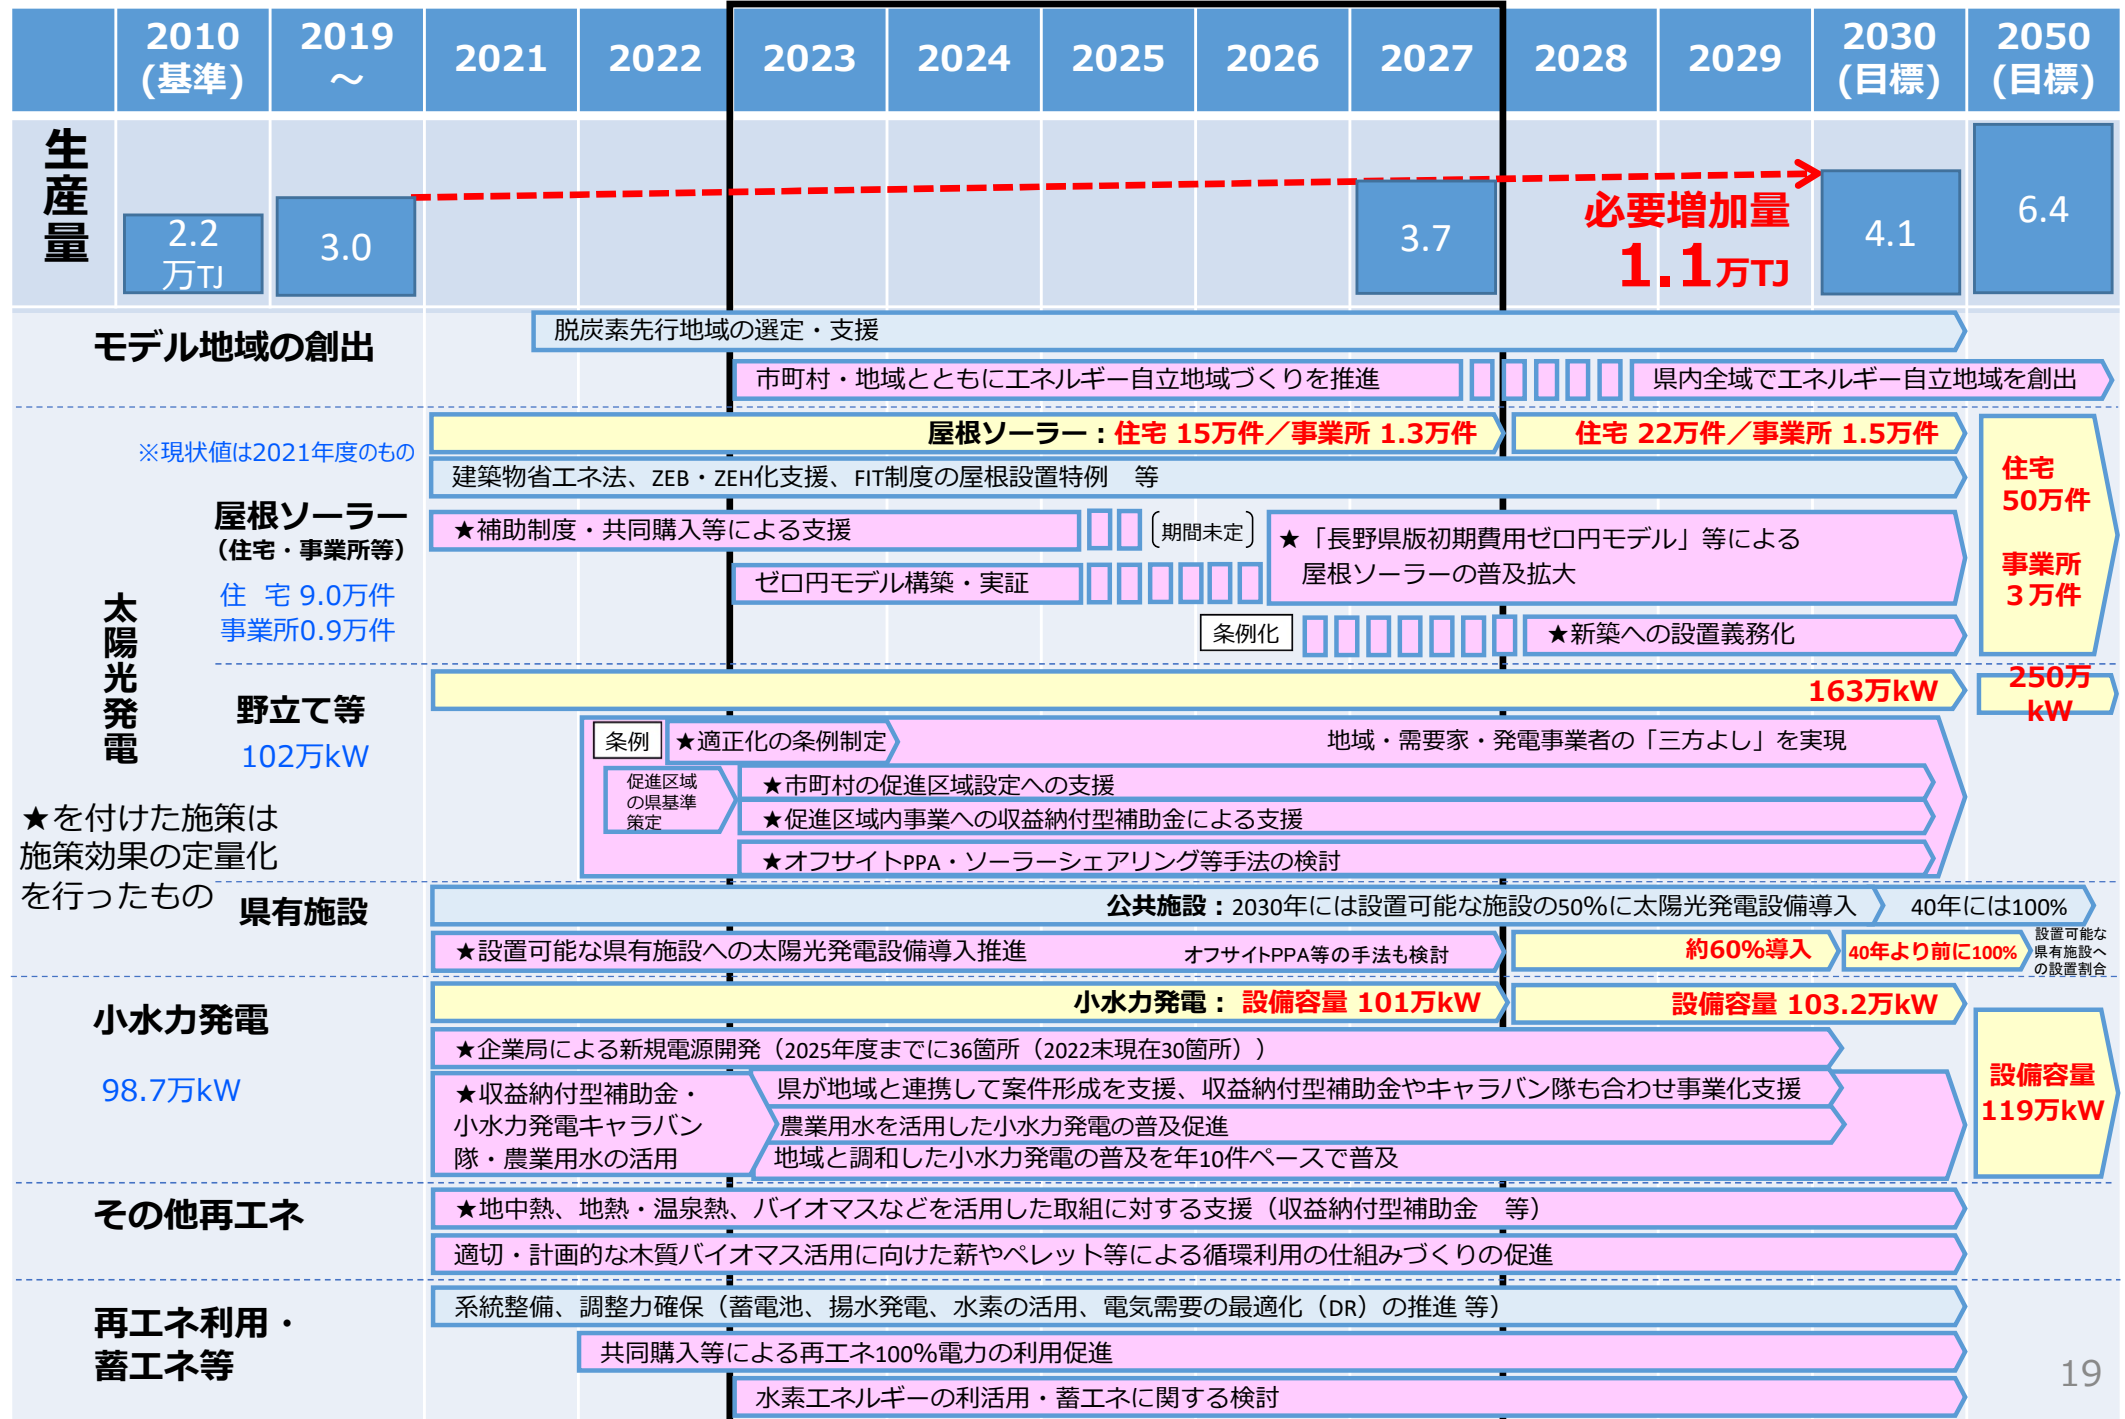 2010
(基準)
2019
～
2021
2022
2023
2024
2025
2026
2027
2028
2029
2030
(目標)
2050
(目標)
生産量
2.2
万TJ
3.0
3.7
必要増加量
1.1万TJ
4.1
6.4
モデル地域の創出
脱炭素先行地域の選定・支援
市町村・地域とともにエネルギー自立地域づくりを推進
県内全域でエネルギー自立地域を創出
太陽光発電
※現状値は2021年度のもの
屋根ソーラー
（住宅・事業所等）
住 宅 9.0万件
事業所0.9万件
屋根ソーラー：住宅 15万件／事業所 1.3万件
住宅 22万件／事業所 1.5万件
住宅
50万件
事業所
３万件
建築物省エネ法、ZEB・ZEH化支援、FIT制度の屋根設置特例　等
★補助制度・共同購入等による支援
期間未定
★「長野県版初期費用ゼロ円モデル」等による
屋根ソーラーの普及拡大
ゼロ円モデル構築・実証
条例化
★新築への設置義務化
野立て等
102万kW
163万kW
250万
kW
条例
★適正化の条例制定
地域・需要家・発電事業者の「三方よし」を実現
促進区域
の県基準
策定
★市町村の促進区域設定への支援
★促進区域内事業への収益納付型補助金による支援
★オフサイトPPA・ソーラーシェアリング等手法の検討
★を付けた施策は
施策効果の定量化
を行ったもの
県有施設
公共施設：2030年には設置可能な施設の50％に太陽光発電設備導入
40年には100%
★設置可能な県有施設への太陽光発電設備導入推進
オフサイトPPA等の手法も検討
約60%導入
40年より前に100%
設置可能な
県有施設へ
の設置割合
小水力発電
98.7万kW
小水力発電： 設備容量 101万kW
設備容量 103.2万kW
設備容量
119万kW
★企業局による新規電源開発（2025年度までに36箇所（2022末現在30箇所））
★収益納付型補助金・
小水力発電キャラバン
隊・農業用水の活用
県が地域と連携して案件形成を支援、収益納付型補助金やキャラバン隊も合わせ事業化支援
農業用水を活用した小水力発電の普及促進
地域と調和した小水力発電の普及を年10件ペースで普及
その他再エネ
★地中熱、地熱・温泉熱、バイオマスなどを活用した取組に対する支援（収益納付型補助金　等）
適切・計画的な木質バイオマス活用に向けた薪やペレット等による循環利用の仕組みづくりの促進
再エネ利用・
蓄エネ等
系統整備、調整力確保（蓄電池、揚水発電、水素の活用、電気需要の最適化（DR）の推進 等）
共同購入等による再エネ100％電力の利用促進
水素エネルギーの利活用・蓄エネに関する検討
19